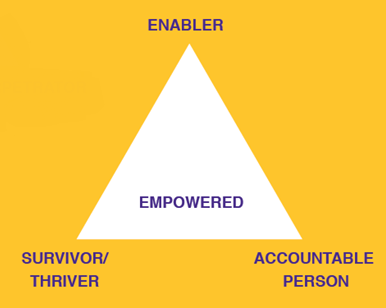 ENABLER
EMPOWERED
SURVIVOR/
THRIVER
ACCOUNTABLE
PERSON